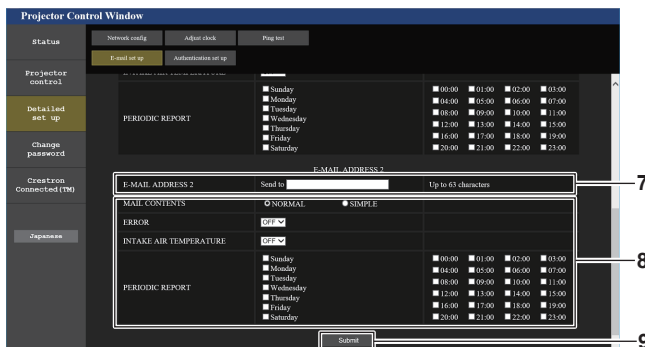 Projector Control Window
Status
Network config Adjust clock Ping test
E-mail set up Authentication set up
Projector control
Detailed set up
Change password
Crestron Connected(TM)
Japanese
PERIODIC REPORT
Sunday
Monday
Tuesday
Wednesday
Thursday
Friday
Saturday
00:00 01:00 02:00 03:00
04:00 05:00 06:00 07:00
08:00 09:00 10:00 11:00
12:00 13:00 14:00 15:00
16:00 17:00 18:00 19:00
20:00 21:00 22:00 23:00
E-MAIL ADDRESS 2
E-MAIL ADDRESS 2 Send to Up to 63 characters
7
MAIL CONTENTS NORMAL SIMPLE
ERROR OFF
INTAKE AIR TEMPERATURE OFF
8
PERIODIC REPORT
Sunday
Monday
Tuesday
Wednesday
Thursday
Friday
Saturday
00:00 01:00 02:00 03:00
04:00 05:00 06:00 07:00
08:00 09:00 10:00 11:00
12:00 13:00 14:00 15:00
16:00 17:00 18:00 19:00
20:00 21:00 22:00 23:00
Submit
9